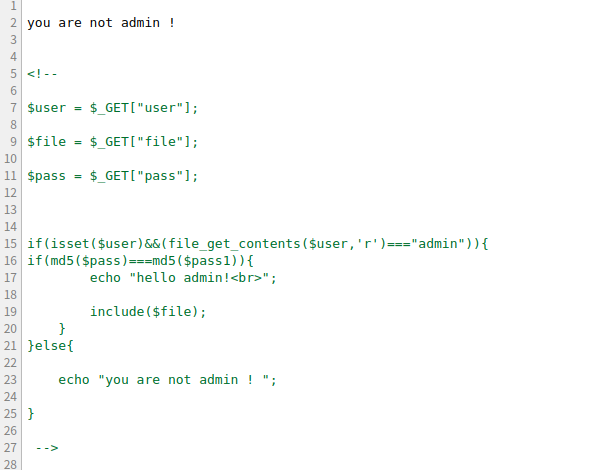 1
2 you are not admin !
3
4
5 <!--
6
7 $user = $_GET["user"];
8
9 $file = $_GET["file"];
10
11 $pass = $_GET["pass"];
12
13
14
15 if(isset($user)&&(file_get_contents($user,'r')==="admin")){
16 if(md5($pass)===md5($pass1)){
17         echo "hello admin!<br>";
18
19         include($file);
20     }
21 }else{
22
23     echo "you are not admin ! ";
24
25 }
26
27  -->
28